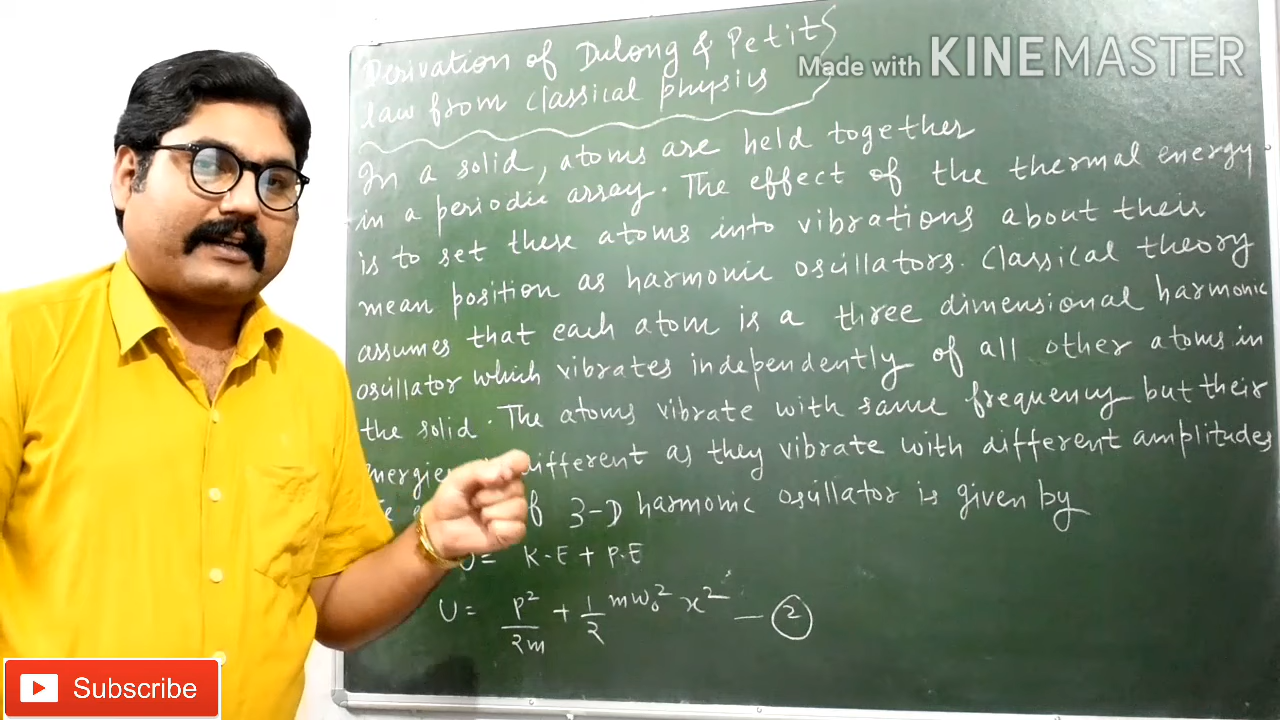 Derivation of Dulong & Petit's
law from classical physics
Made with KINEMASTER
In a solid, atoms are held together
in a periodic array. The effect of the thermal energy
is to set these atoms into vibrations about their
mean position as harmonic oscillators. Classical theory
assumes that each atom is a three dimensional harmonic
oscillator which vibrates independently of all other atoms in
the solid. The atoms vibrate with same frequency but their
different as they vibrate with different amplitudes
3-D harmonic oscillator is given by
U= K.E + P.E
U= p²/2m + 1/2 mω₀² x² — ②
Subscribe